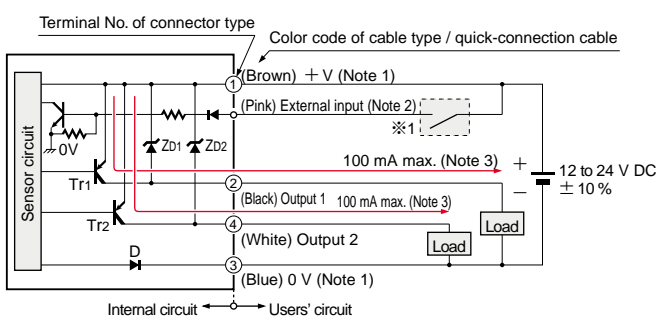 Terminal No. of connector type
Color code of cable type / quick-connection cable
1
(Brown) +V (Note 1)
(Pink) External input (Note 2)
※1
Sensor circuit
0V
ZD1
ZD2
100 mA max. (Note 3)
+
−
12 to 24 V DC
± 10 %
Tr1
2
(Black) Output 1
100 mA max. (Note 3)
Tr2
4
(White) Output 2
Load
Load
D
3
(Blue) 0 V (Note 1)
Internal circuit
Users' circuit